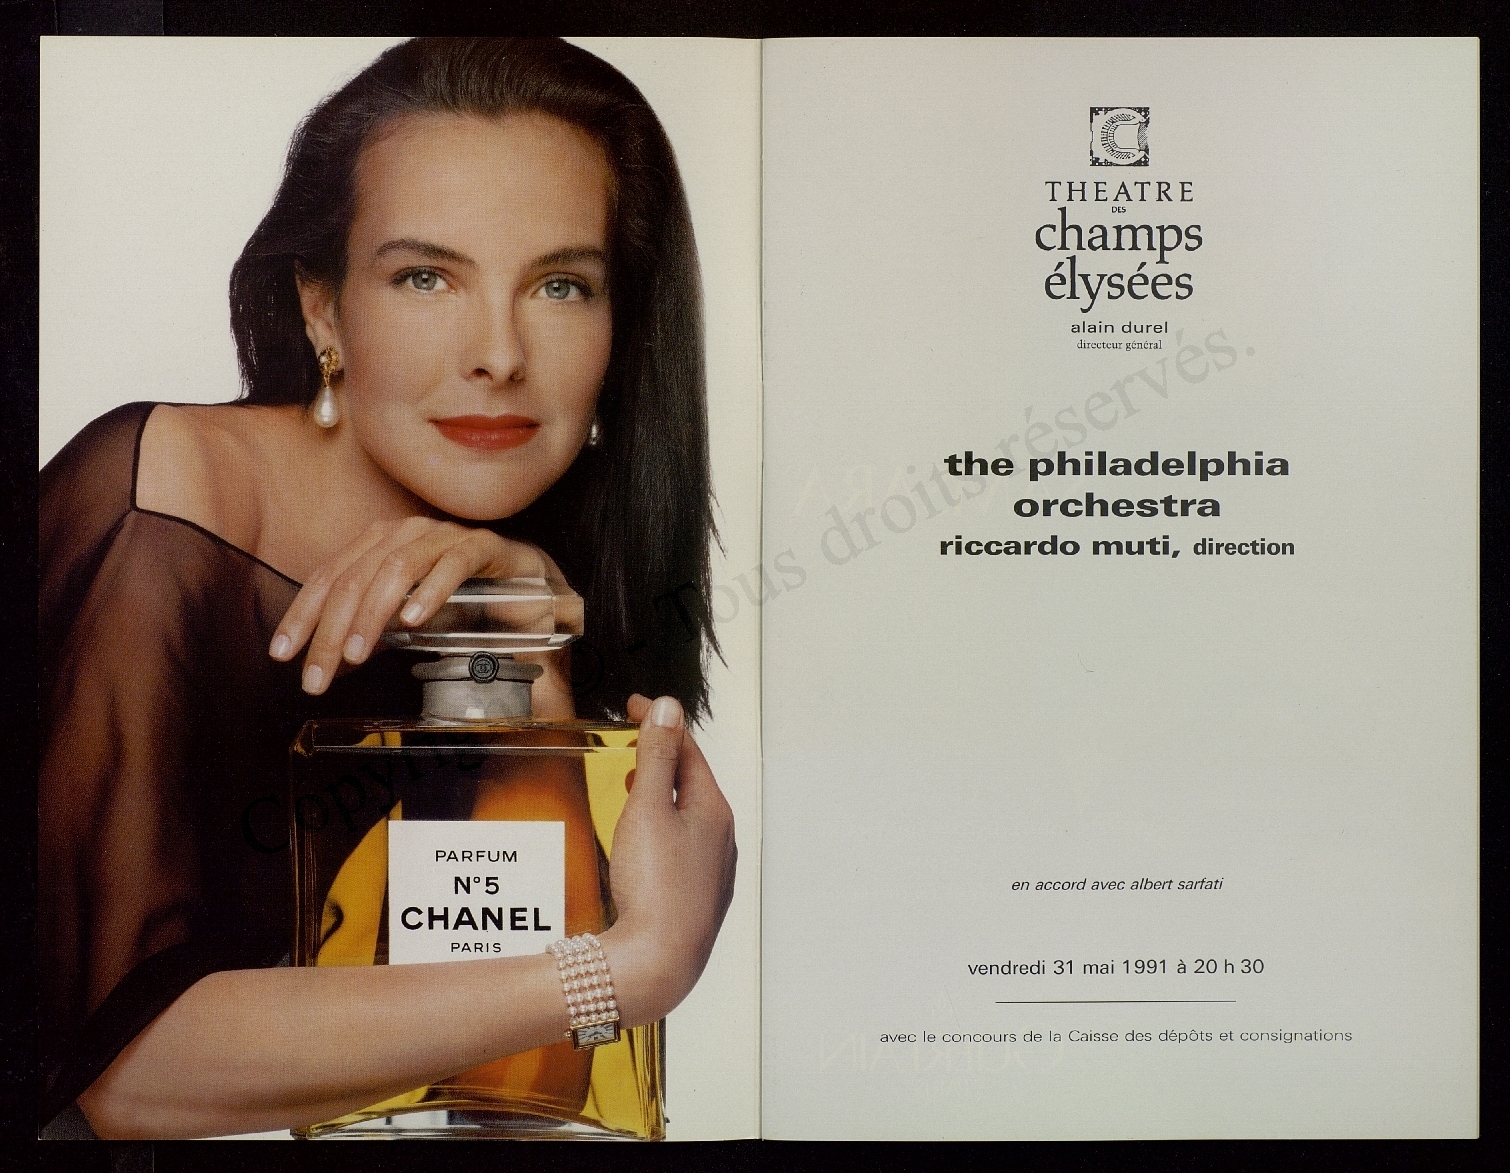 PARFUM
N°5
CHANEL
PARIS
THEATRE
DES
champs
élysées
alain durel
directeur général
the philadelphia
orchestra
riccardo muti, direction
en accord avec albert sarfati
vendredi 31 mai 1991 à 20 h 30
avec le concours de la Caisse des dépôts et consignations
Copyright © - Tous droits réservés.